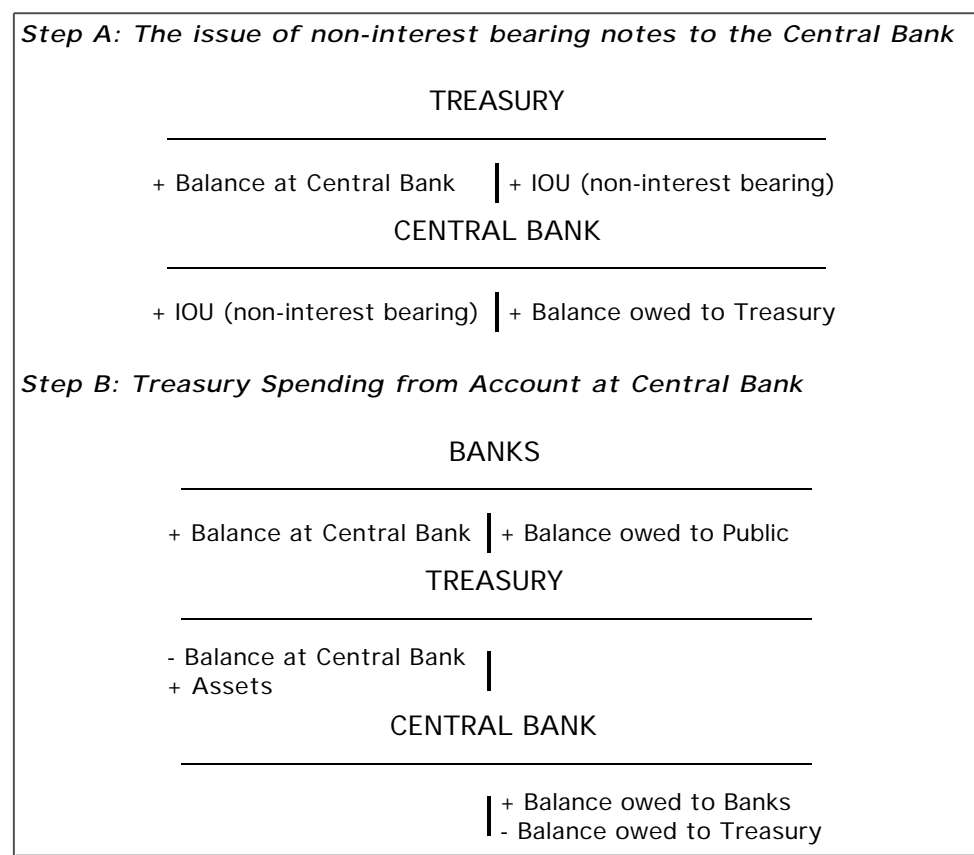 Step A: The issue of non-interest bearing notes to the Central Bank
TREASURY
+ Balance at Central Bank + IOU (non-interest bearing)
CENTRAL BANK
+ IOU (non-interest bearing) + Balance owed to Treasury
Step B: Treasury Spending from Account at Central Bank
BANKS
+ Balance at Central Bank + Balance owed to Public
TREASURY
- Balance at Central Bank
+ Assets
CENTRAL BANK
+ Balance owed to Banks
- Balance owed to Treasury